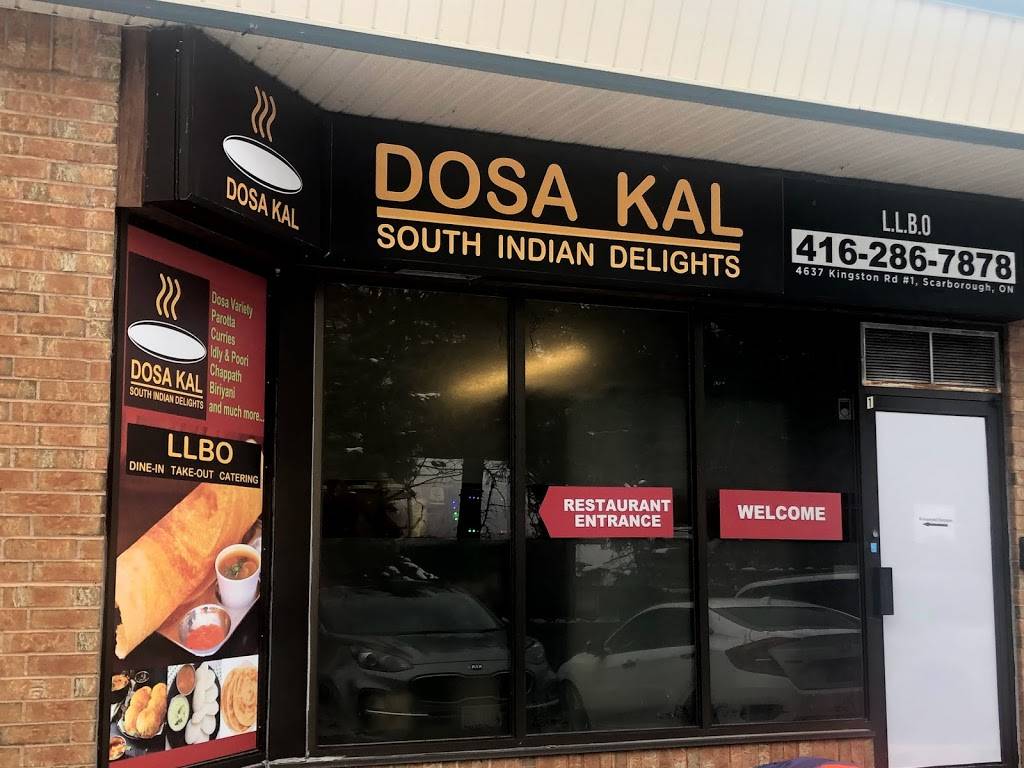 DOSA KAL
DOSA KAL
SOUTH INDIAN DELIGHTS
L.L.B.O
416-286-7878
4637 Kingston Rd #1, Scarborough, ON
DOSA KAL
SOUTH INDIAN DELIGHTS
Dosa Variety
Parotta
Curries
Idly & Poori
Chappath
Biriyani
and much more...
LLBO
DINE-IN TAKE-OUT CATERING
RESTAURANT
ENTRANCE
WELCOME
1
KIA